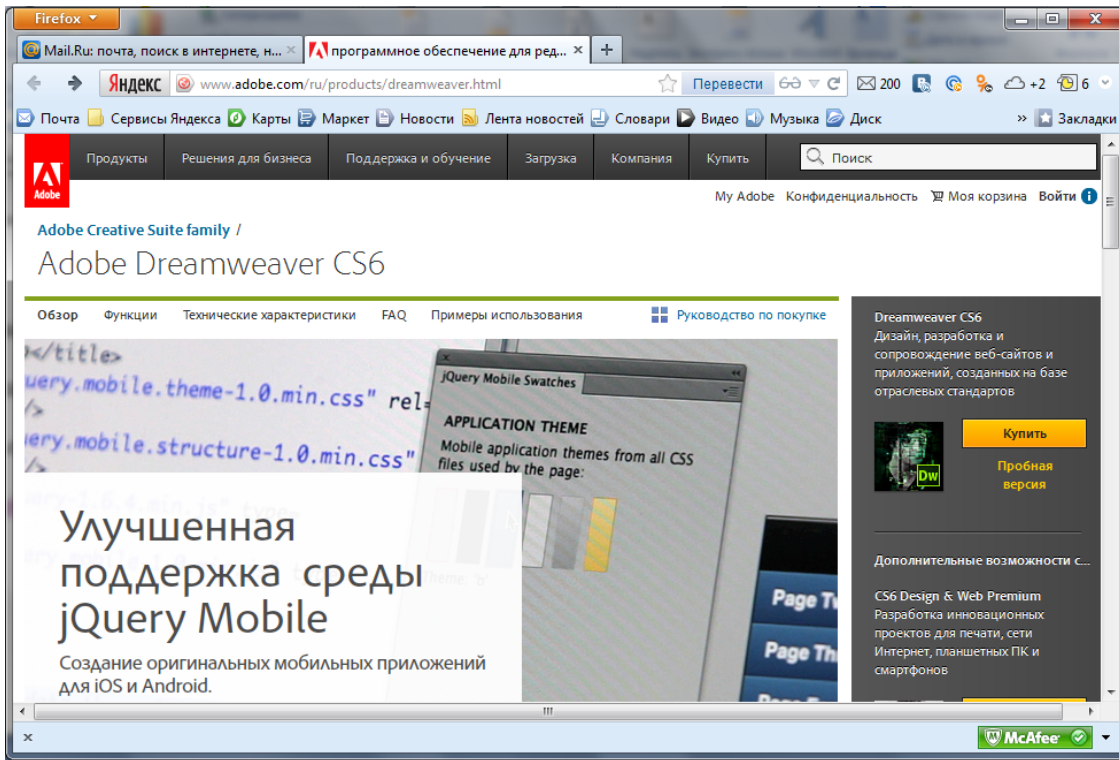 Firefox
Mail.Ru: почта, поиск в интернете, н...
программное обеспечение для ред...
Яндекс
www.adobe.com/ru/products/dreamweaver.html
Перевести
200
+2
6
Почта Сервисы Яндекса Карты Маркет Новости Лента новостей Словари Видео Музыка Диск » Закладки
Adobe
Продукты Решения для бизнеса Поддержка и обучение Загрузка Компания Купить Поиск
My Adobe Конфиденциальность Моя корзина Войти
Adobe Creative Suite family /
Adobe Dreamweaver CS6
Обзор Функции Технические характеристики FAQ Примеры использования Руководство по покупке
></title>
uery.mobile.theme-1.0.min.css" rel=
/>
uery.mobile.structure-1.0.min.css"
/>
jQuery Mobile Swatches
APPLICATION THEME
Mobile application themes from all CSS
files used by the page:
Улучшенная
поддержка среды
jQuery Mobile
Создание оригинальных мобильных приложений
для iOS и Android.
Page Th
Dreamweaver CS6
Дизайн, разработка и
сопровождение веб-сайтов и
приложений, созданных на базе
отраслевых стандартов
Dw
Купить
Пробная
версия
Дополнительные возможности с...
CS6 Design & Web Premium
Разработка инновационных
проектов для печати, сети
Интернет, планшетных ПК и
смартфонов
McAfee